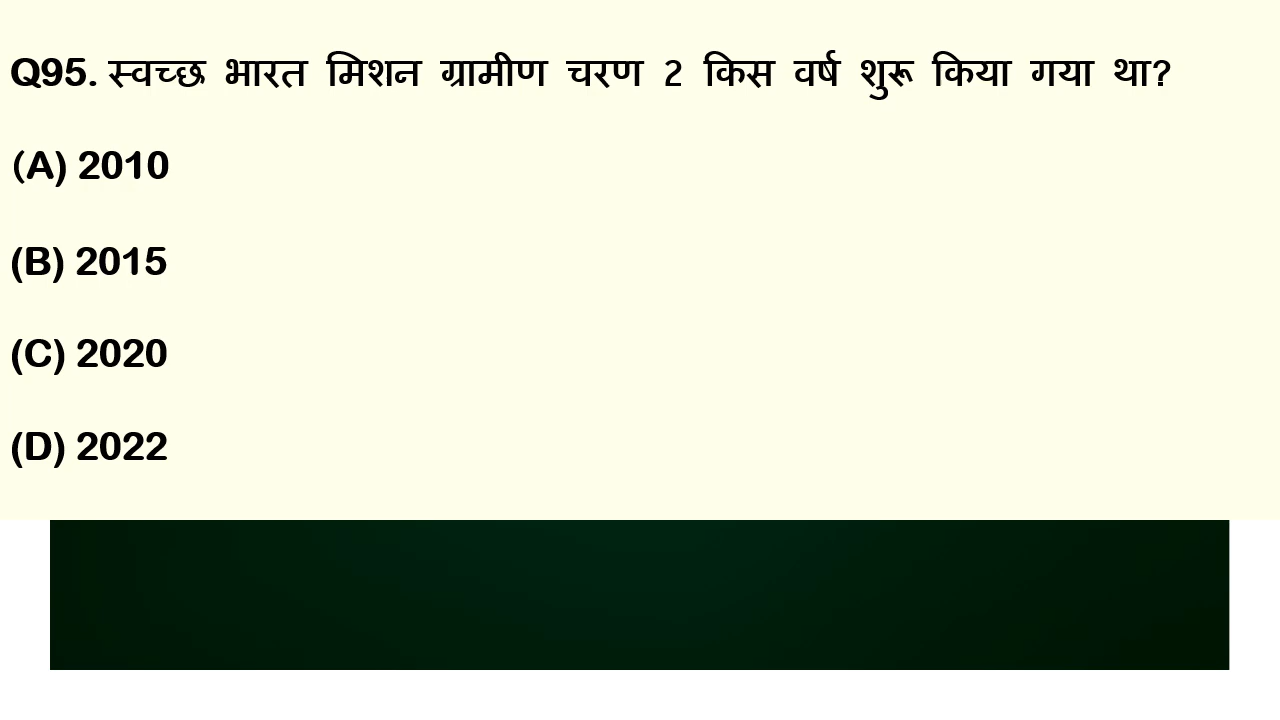 Q95. स्वच्छ भारत मिशन ग्रामीण चरण 2 किस वर्ष शुरू किया गया था?
(A) 2010
(B) 2015
(C) 2020
(D) 2022